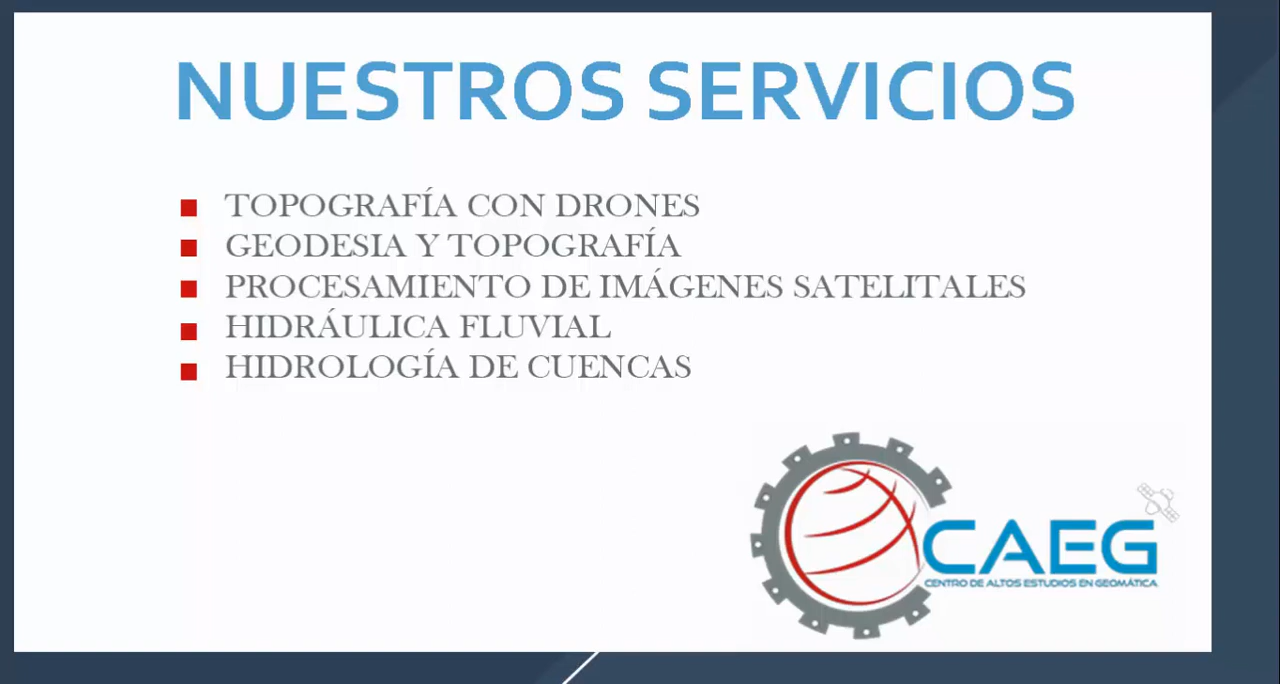 NUESTROS SERVICIOS
TOPOGRAFÍA CON DRONES
GEODESIA Y TOPOGRAFÍA
PROCESAMIENTO DE IMÁGENES SATELITALES
HIDRÁULICA FLUVIAL
HIDROLOGÍA DE CUENCAS
CAEG
CENTRO DE ALTOS ESTUDIOS EN GEOMÁTICA